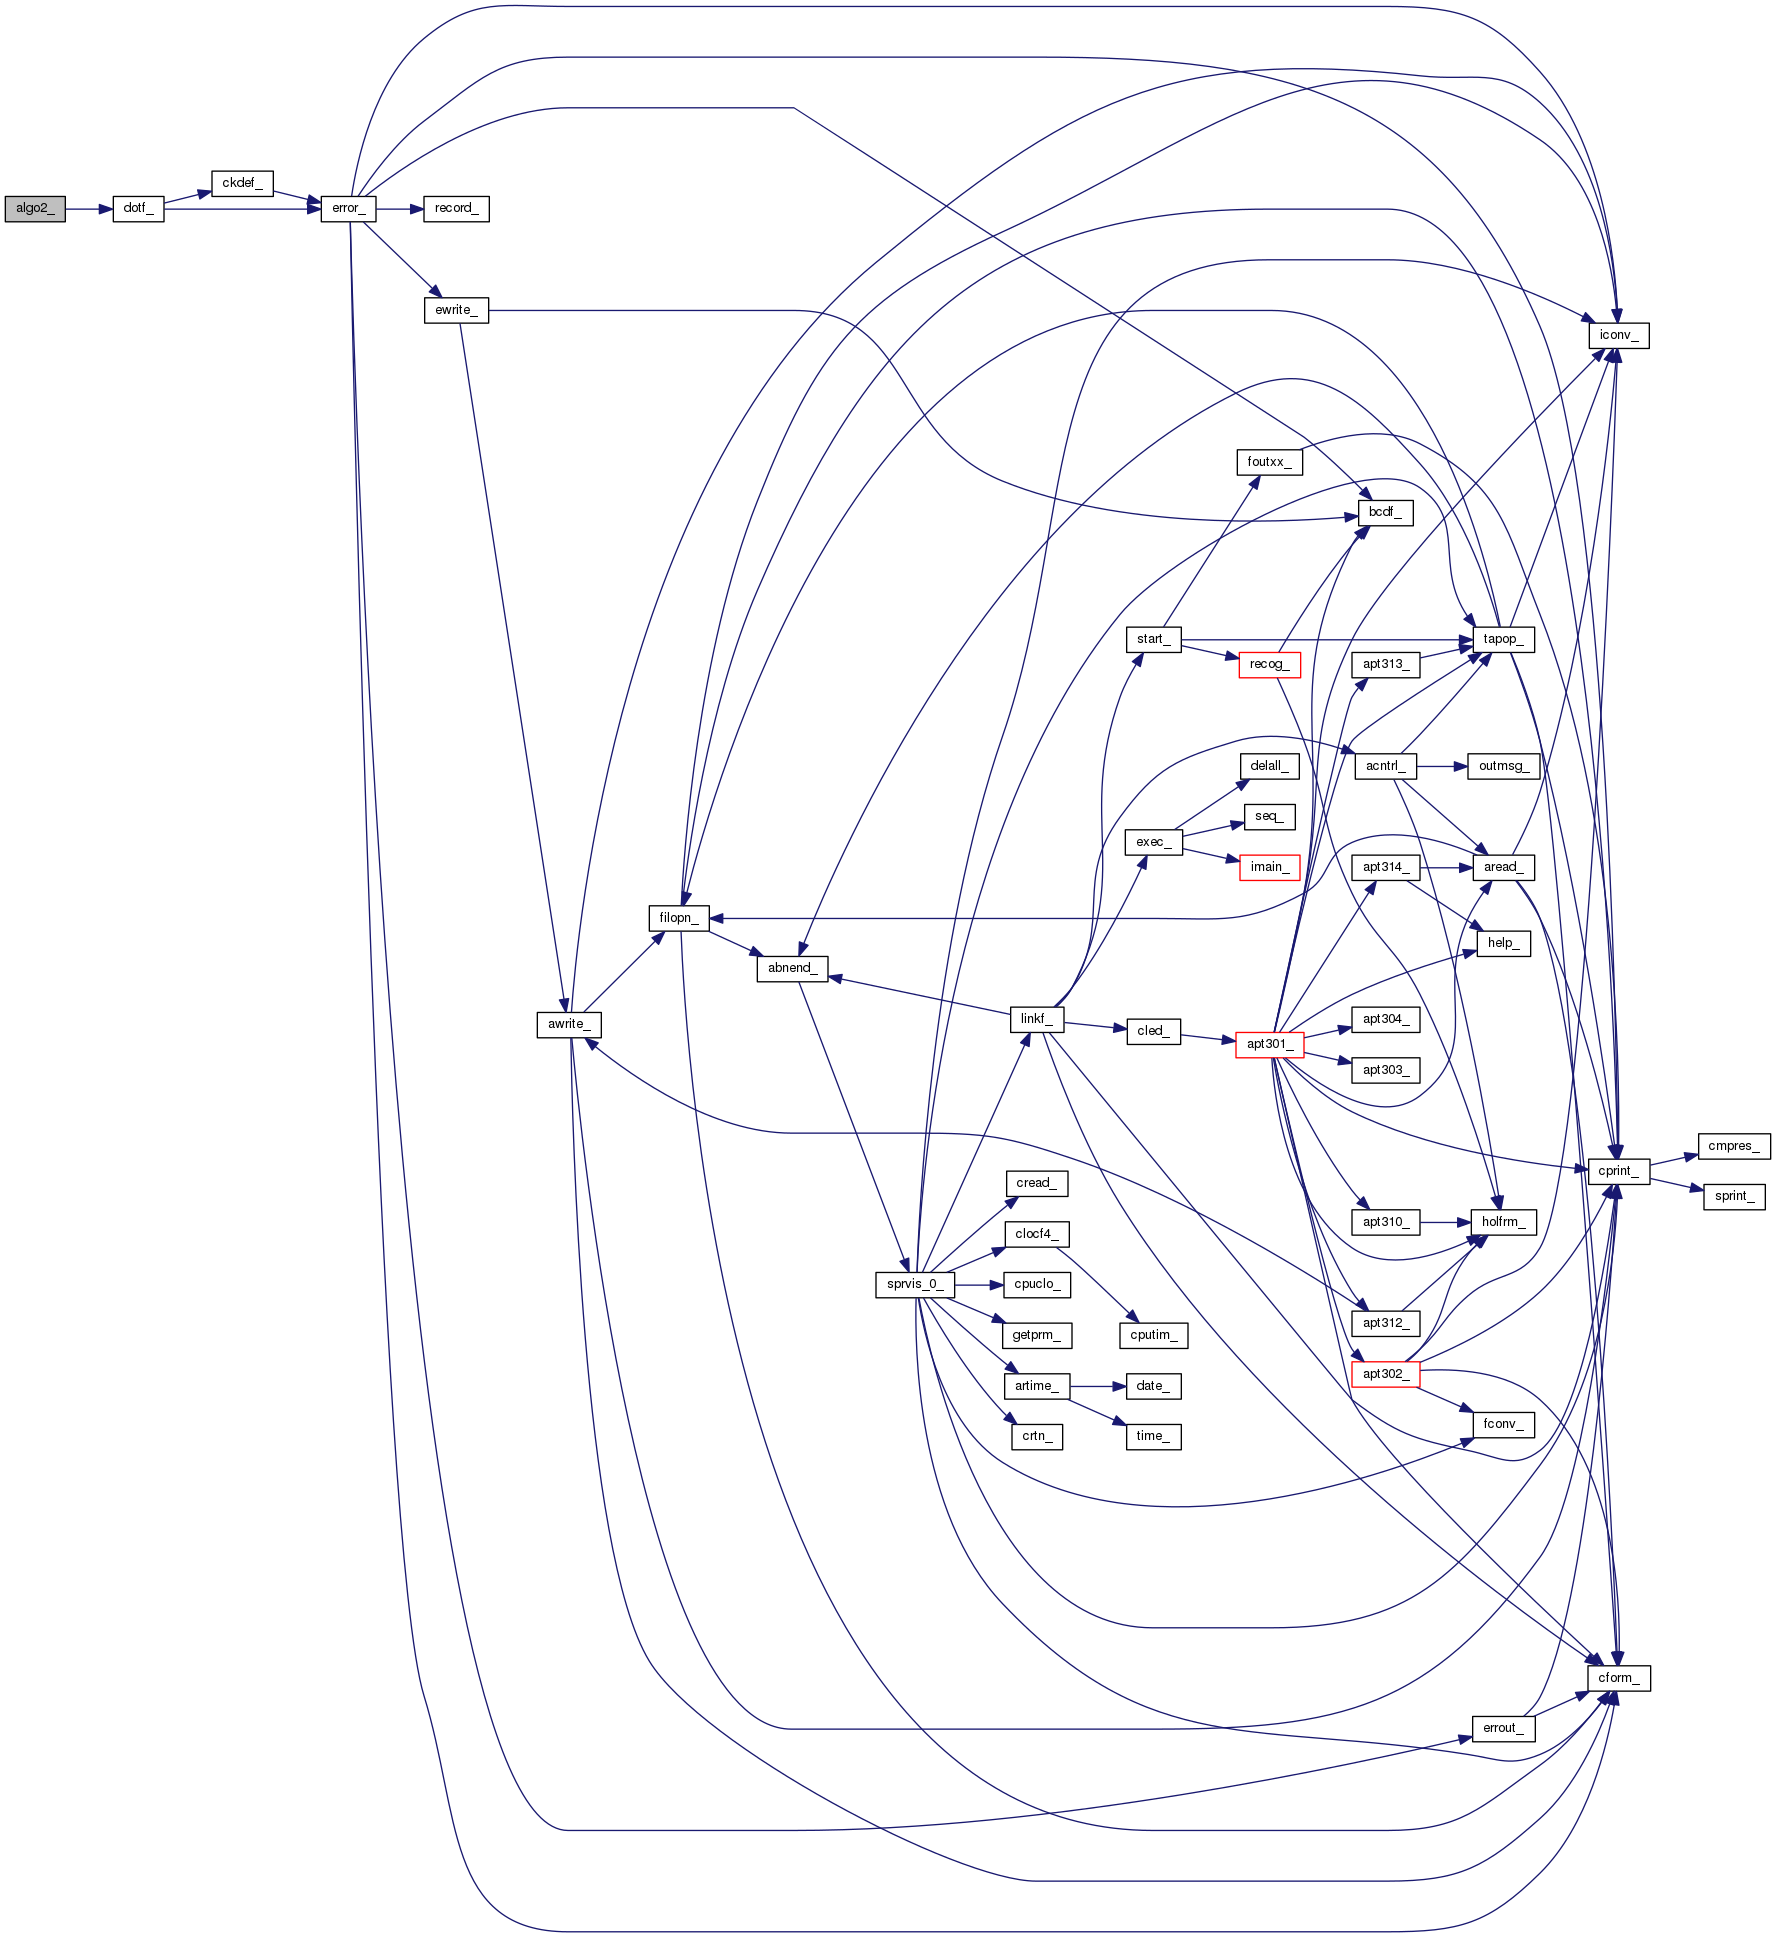 algo2_
dotf_
ckdef_
error_
record_
ewrite_
iconv_
foutxx_
bcdf_
start_
recog_
tapop_
apt313_
delall_
acntrl_
outmsg_
seq_
exec_
imain_
apt314_
aread_
filopn_
help_
abnend_
awrite_
linkf_
cled_
apt301_
apt304_
apt303_
cprint_
cmpres_
sprint_
cread_
clocf4_
apt310_
holfrm_
sprvis_0_
cpuclo_
getprm_
cputim_
apt312_
artime_
date_
apt302_
crtn_
time_
fconv_
cform_
errout_